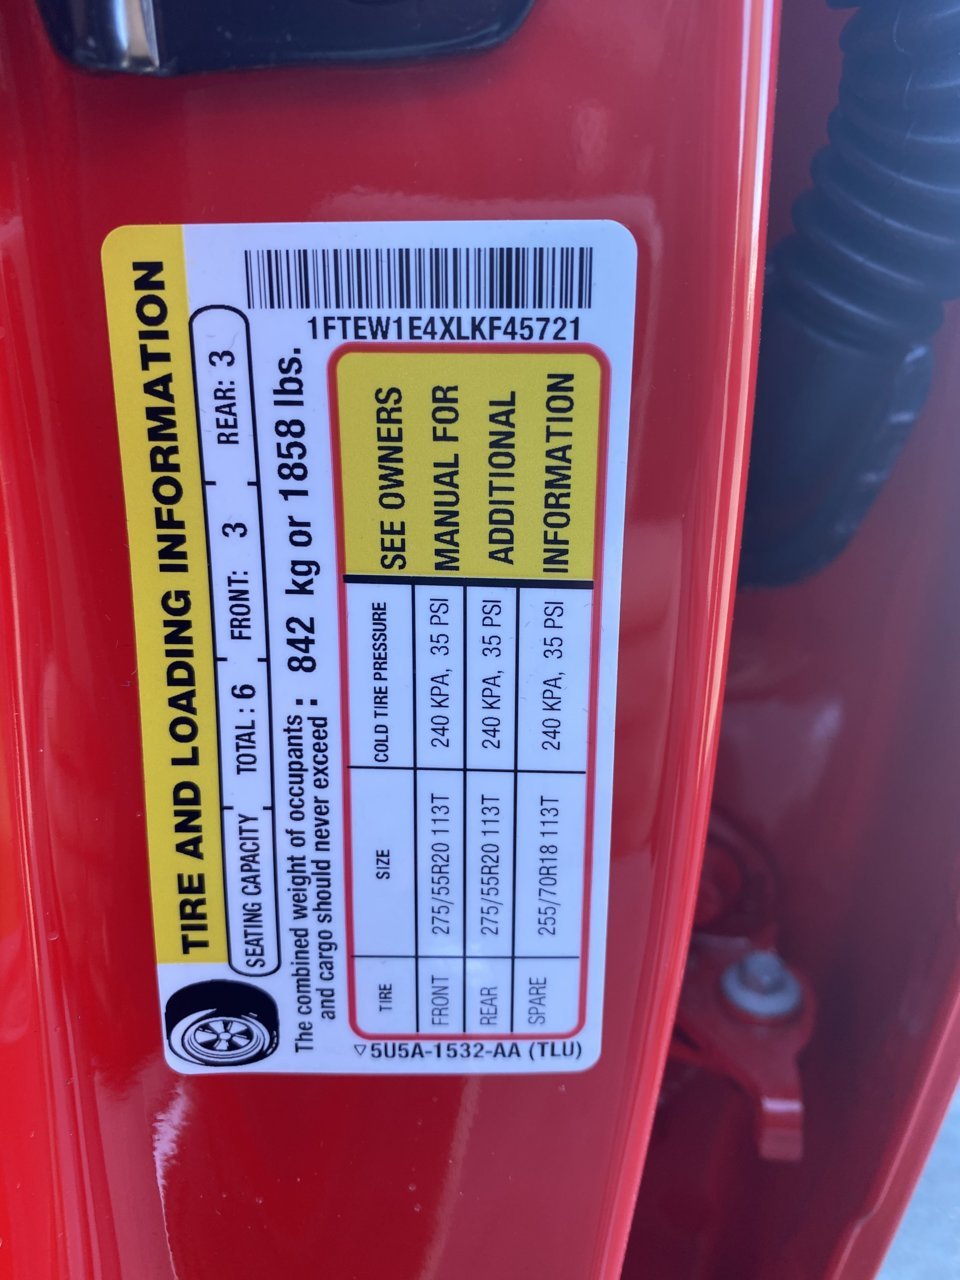 TIRE AND LOADING INFORMATION
SEATING CAPACITY TOTAL : 6 FRONT: 3 REAR: 3
The combined weight of occupants
and cargo should never exceed : 842 kg or 1858 lbs.
1FTEW1E4XLKF45721
TIRE SIZE COLD TIRE PRESSURE
FRONT 275/55R20 113T 240 KPA, 35 PSI
REAR 275/55R20 113T 240 KPA, 35 PSI
SPARE 255/70R18 113T 240 KPA, 35 PSI
SEE OWNERS
MANUAL FOR
ADDITIONAL
INFORMATION
▽5U5A-1532-AA (TLU)